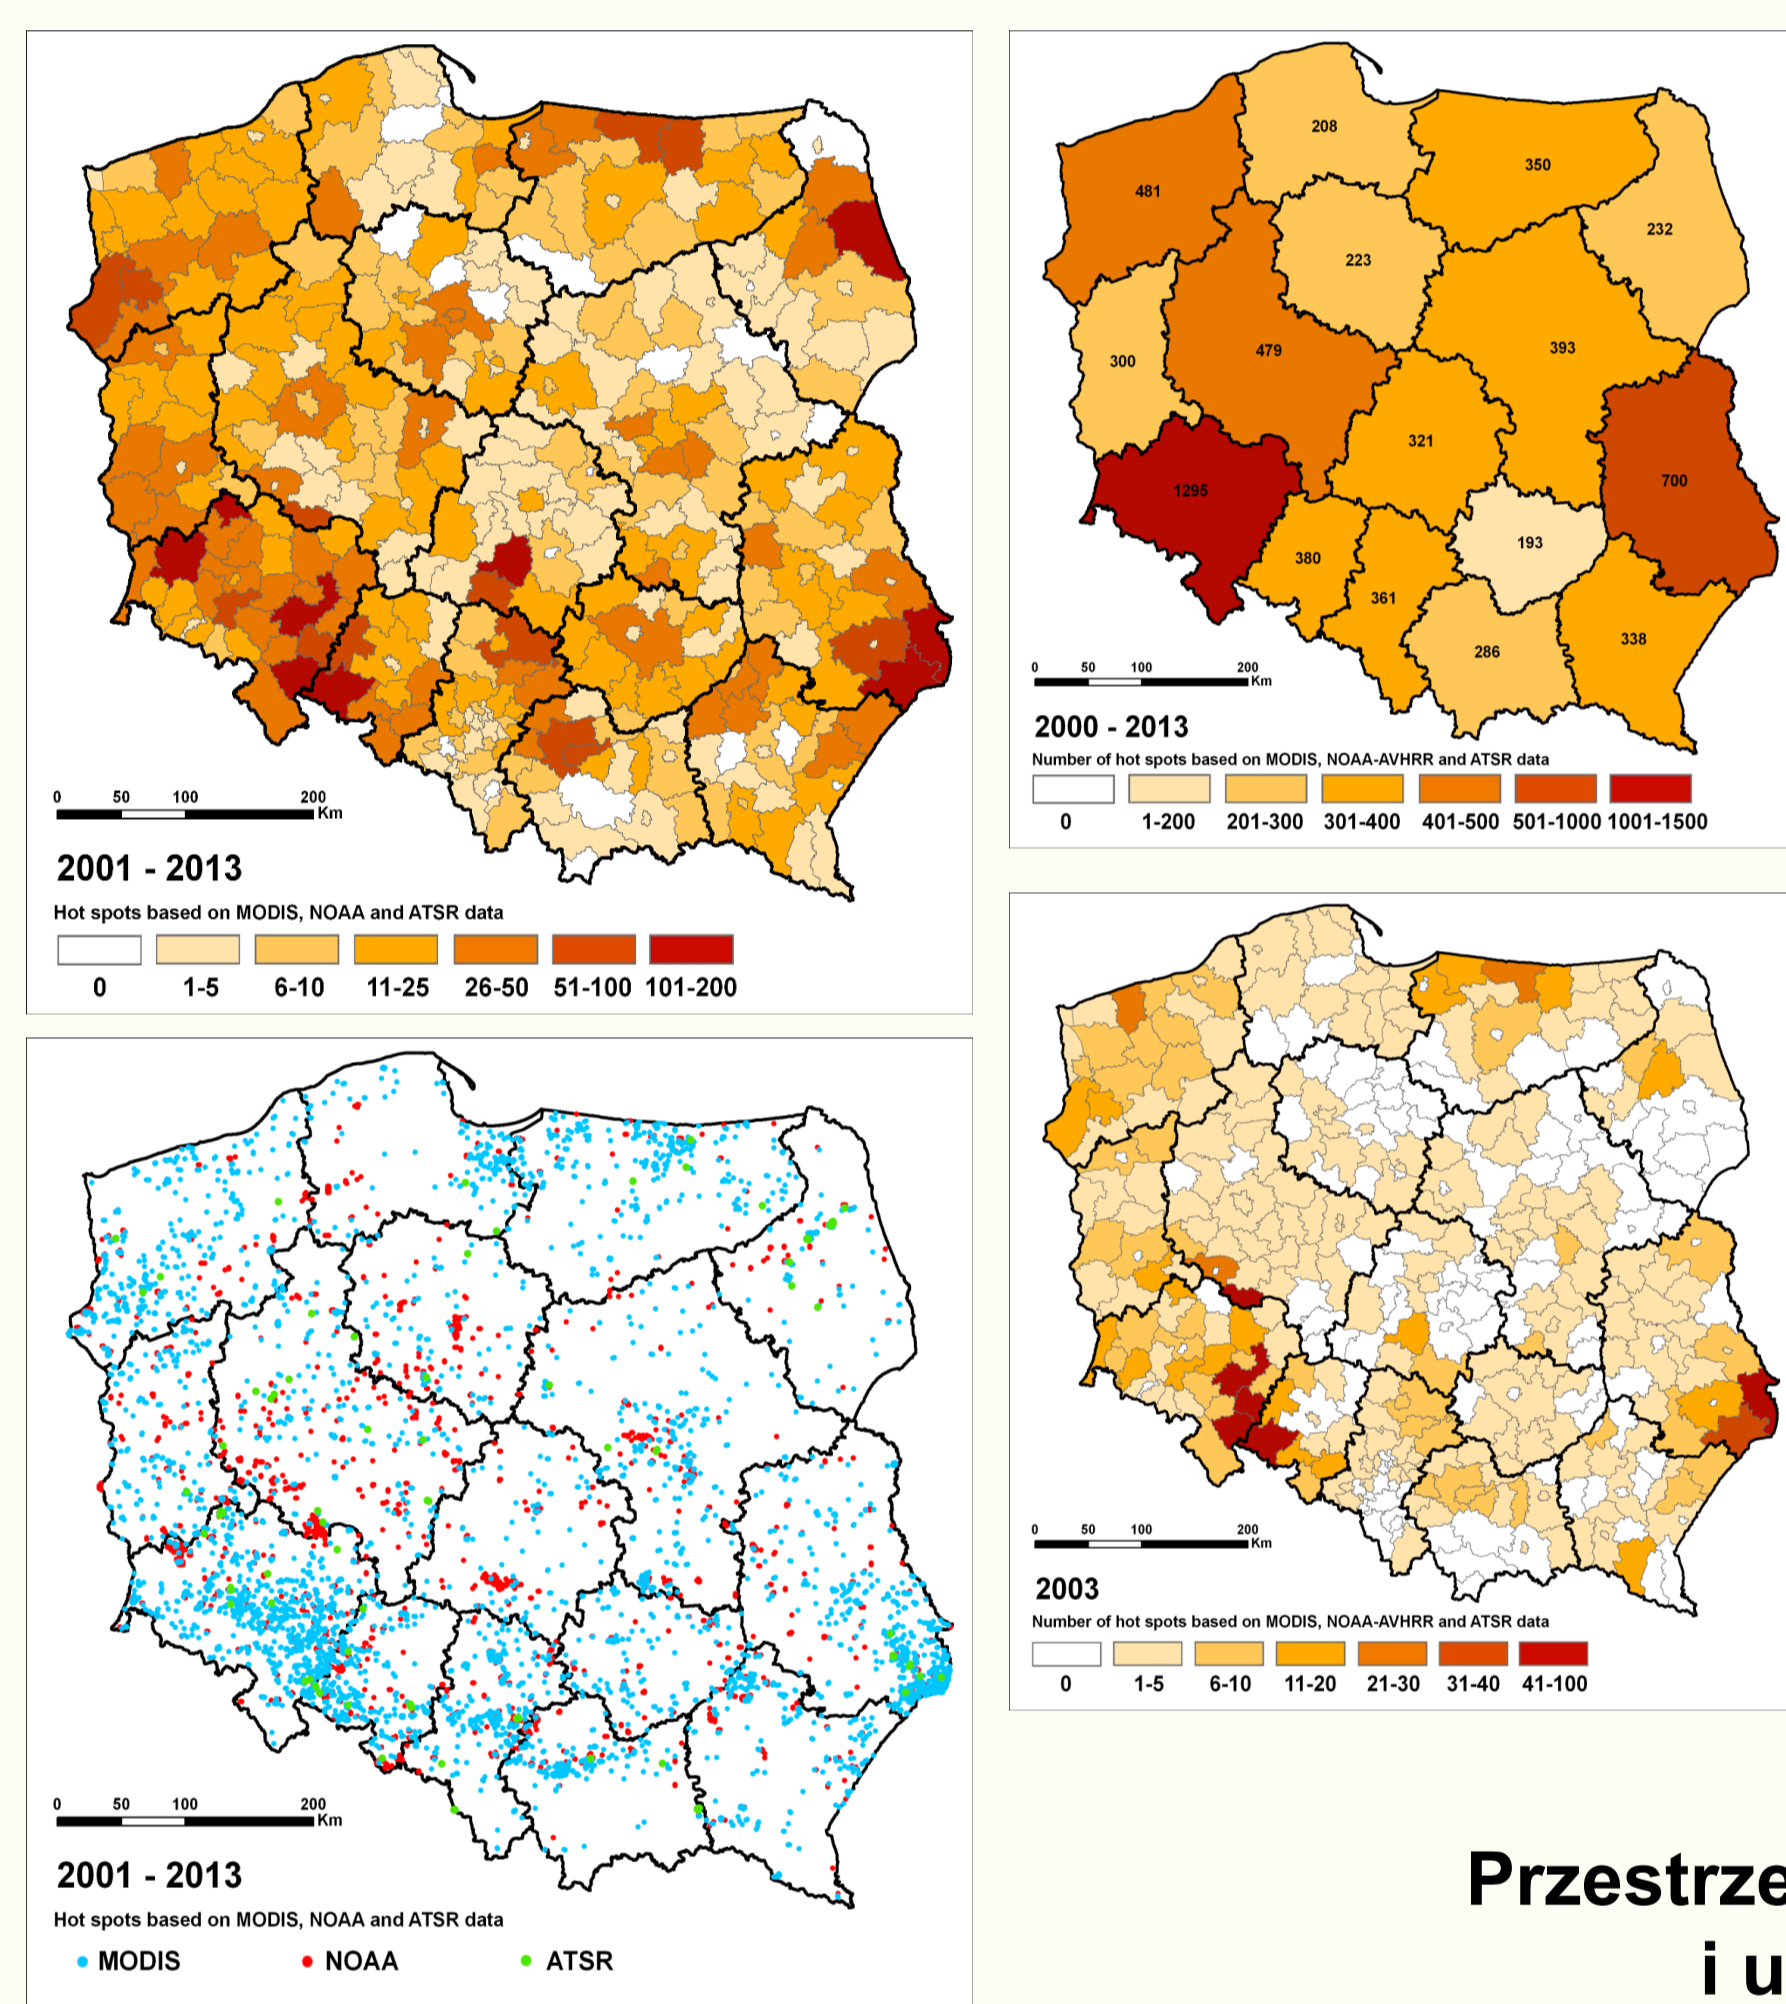 0 50 100 200
Km
2001 - 2013
Hot spots based on MODIS, NOAA and ATSR data
0 1-5 6-10 11-25 26-50 51-100 101-200
208
350
481
232
223
300
479
393
321
700
1295
193
380
361
338
286
0 50 100 200
Km
2000 - 2013
Number of hot spots based on MODIS, NOAA-AVHRR and ATSR data
0 1-200 201-300 301-400 401-500 501-1000 1001-1500
0 50 100 200
Km
2001 - 2013
Hot spots based on MODIS, NOAA and ATSR data
MODIS NOAA ATSR
0 50 100 200
Km
2003
Number of hot spots based on MODIS, NOAA-AVHRR and ATSR data
0 1-5 6-10 11-20 21-30 31-40 41-100
Przestrze
i u